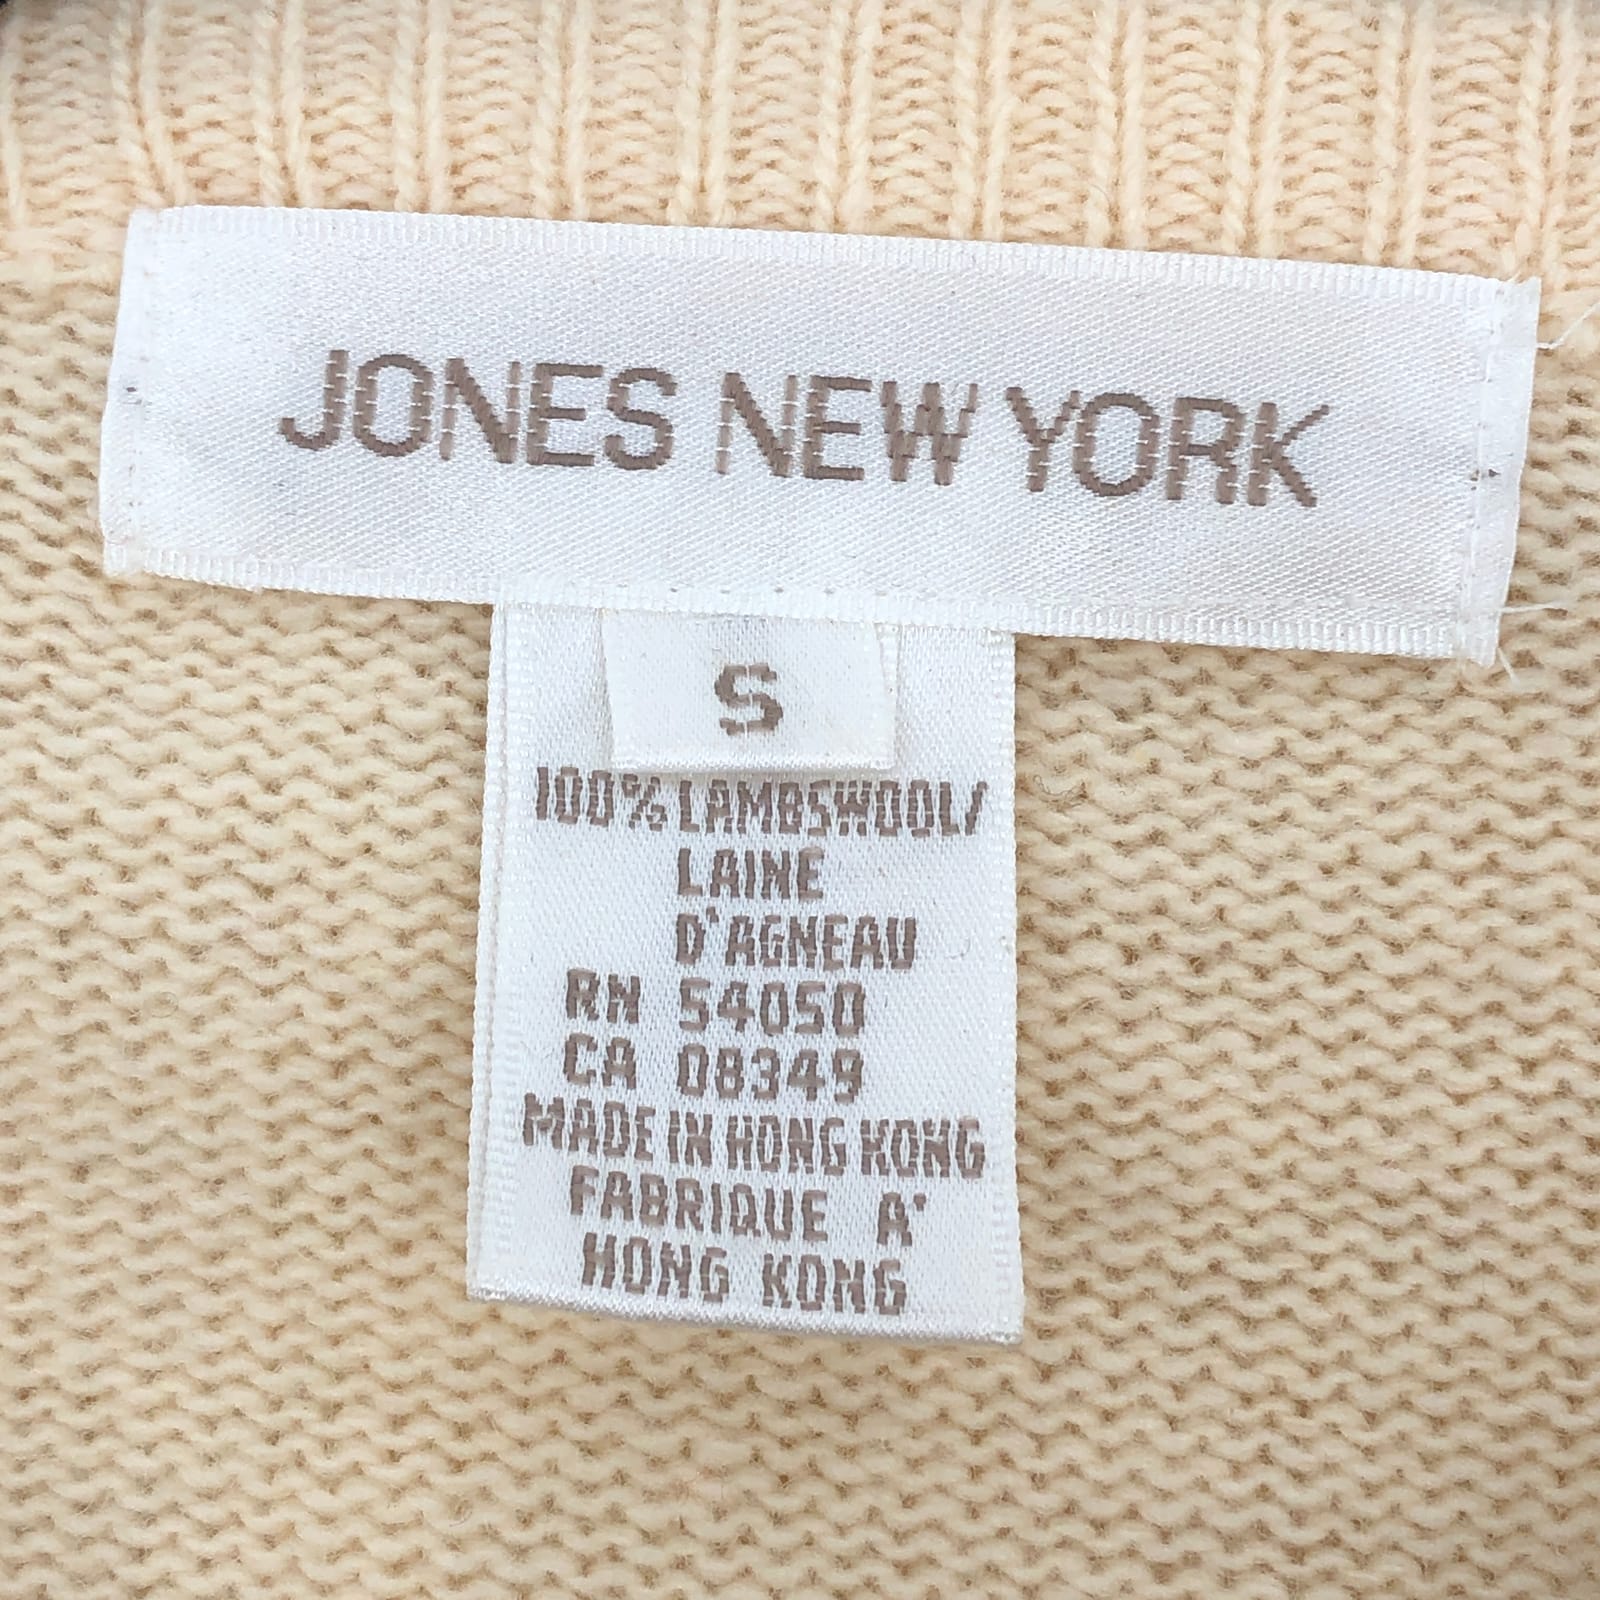 JONES NEW YORK
S
100% LAMBSWOOL/
LAINE
D'AGNEAU
RN 54050
CA 08349
MADE IN HONG KONG
FABRIQUE A'
HONG KONG